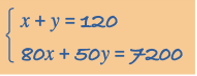 x + y = 120
80x + 50y = 7200